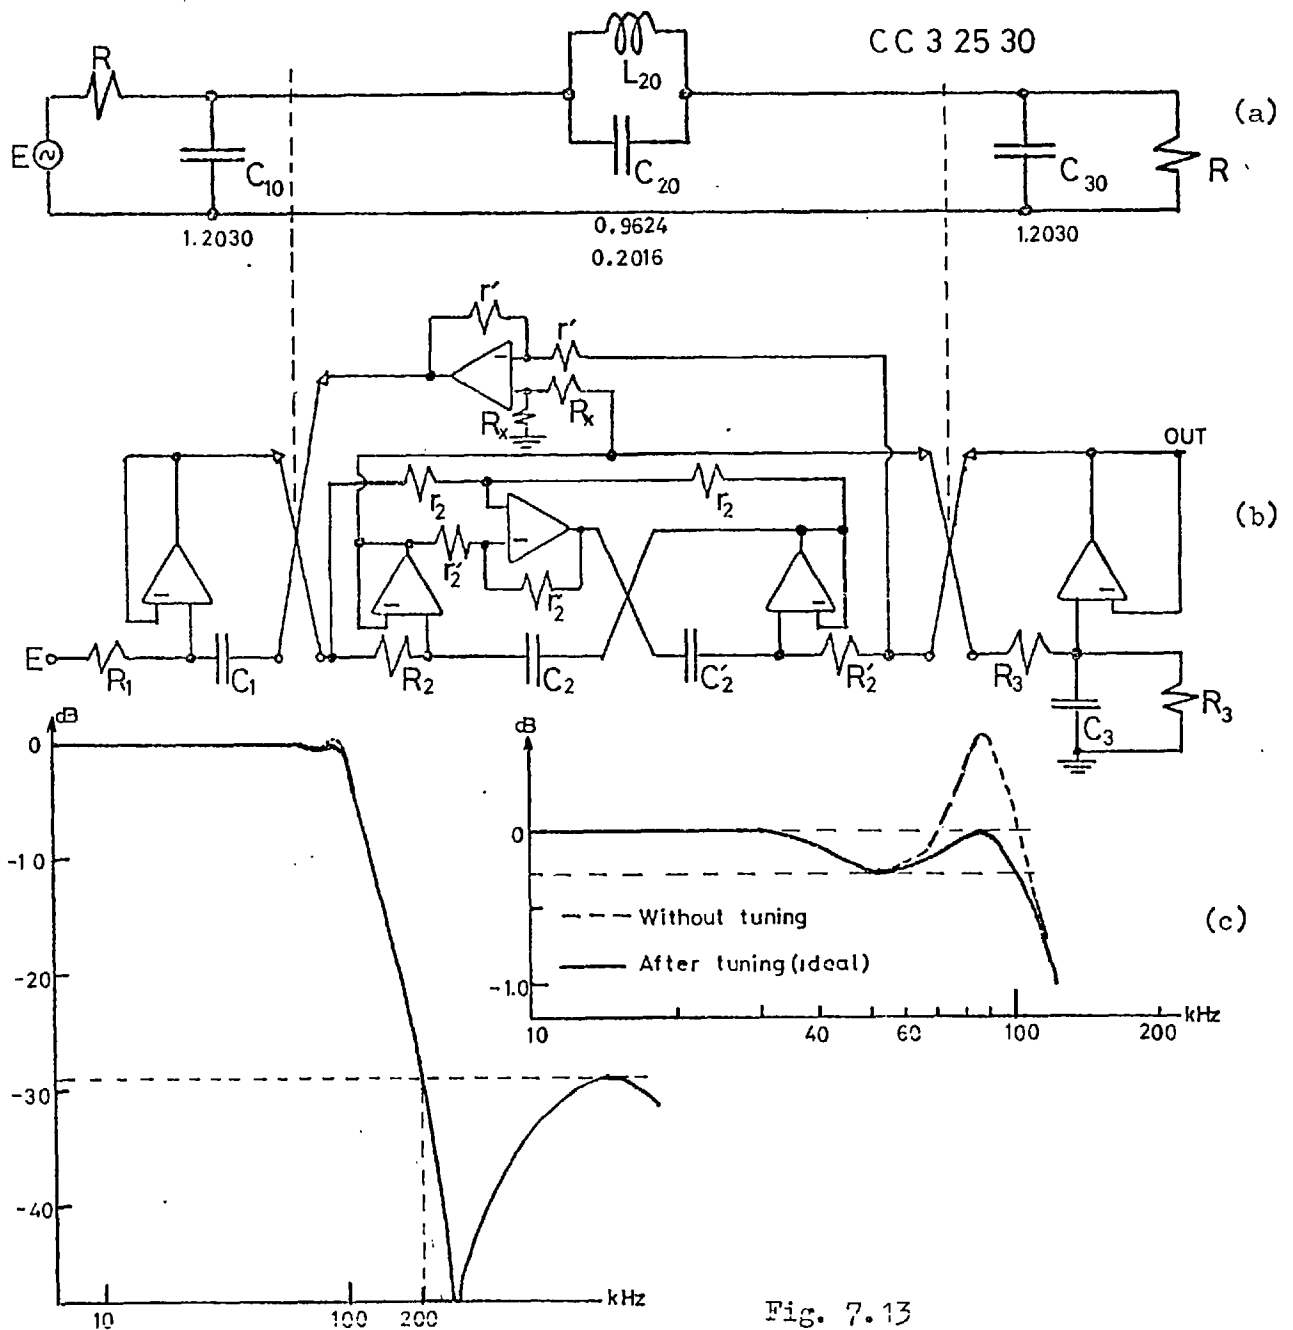 CC 3 25 30
R
L20
(a)
E
C10
C20
C30
R
1.2030
0.9624
1.2030
0.2016
r′
r′
Rx
Rx
OUT
r2
r2
(b)
r2′
r2′
E
R1
C1
R2
C2
C2′
R2′
R3
C3
R3
dB
0
-10
-20
-30
-40
10
100
200
kHz
dB
0
-1.0
Without tuning
After tuning (ideal)
(c)
10
40
60
100
200
kHz
Fig. 7.13